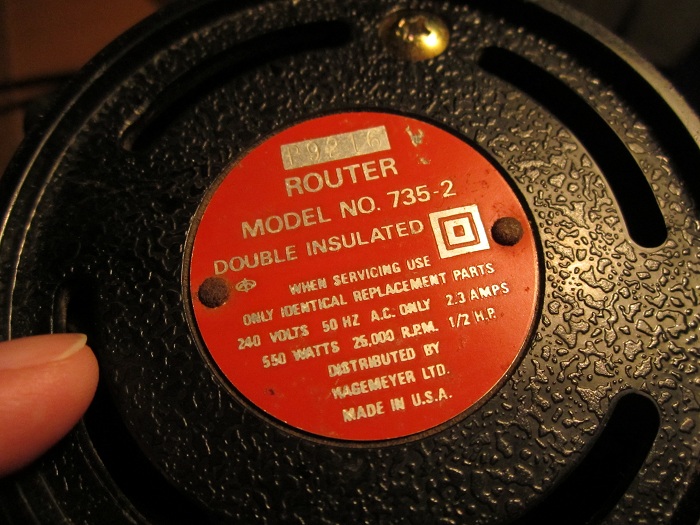 ROUTER
MODEL NO. 735-2
DOUBLE INSULATED
WHEN SERVICING USE
ONLY IDENTICAL REPLACEMENT PARTS
240 VOLTS 50 HZ A.C. ONLY 2.3 AMPS
550 WATTS 25,000 R.P.M. 1/2 H.P.
DISTRIBUTED BY
HAGEMEYER LTD.
MADE IN U.S.A.